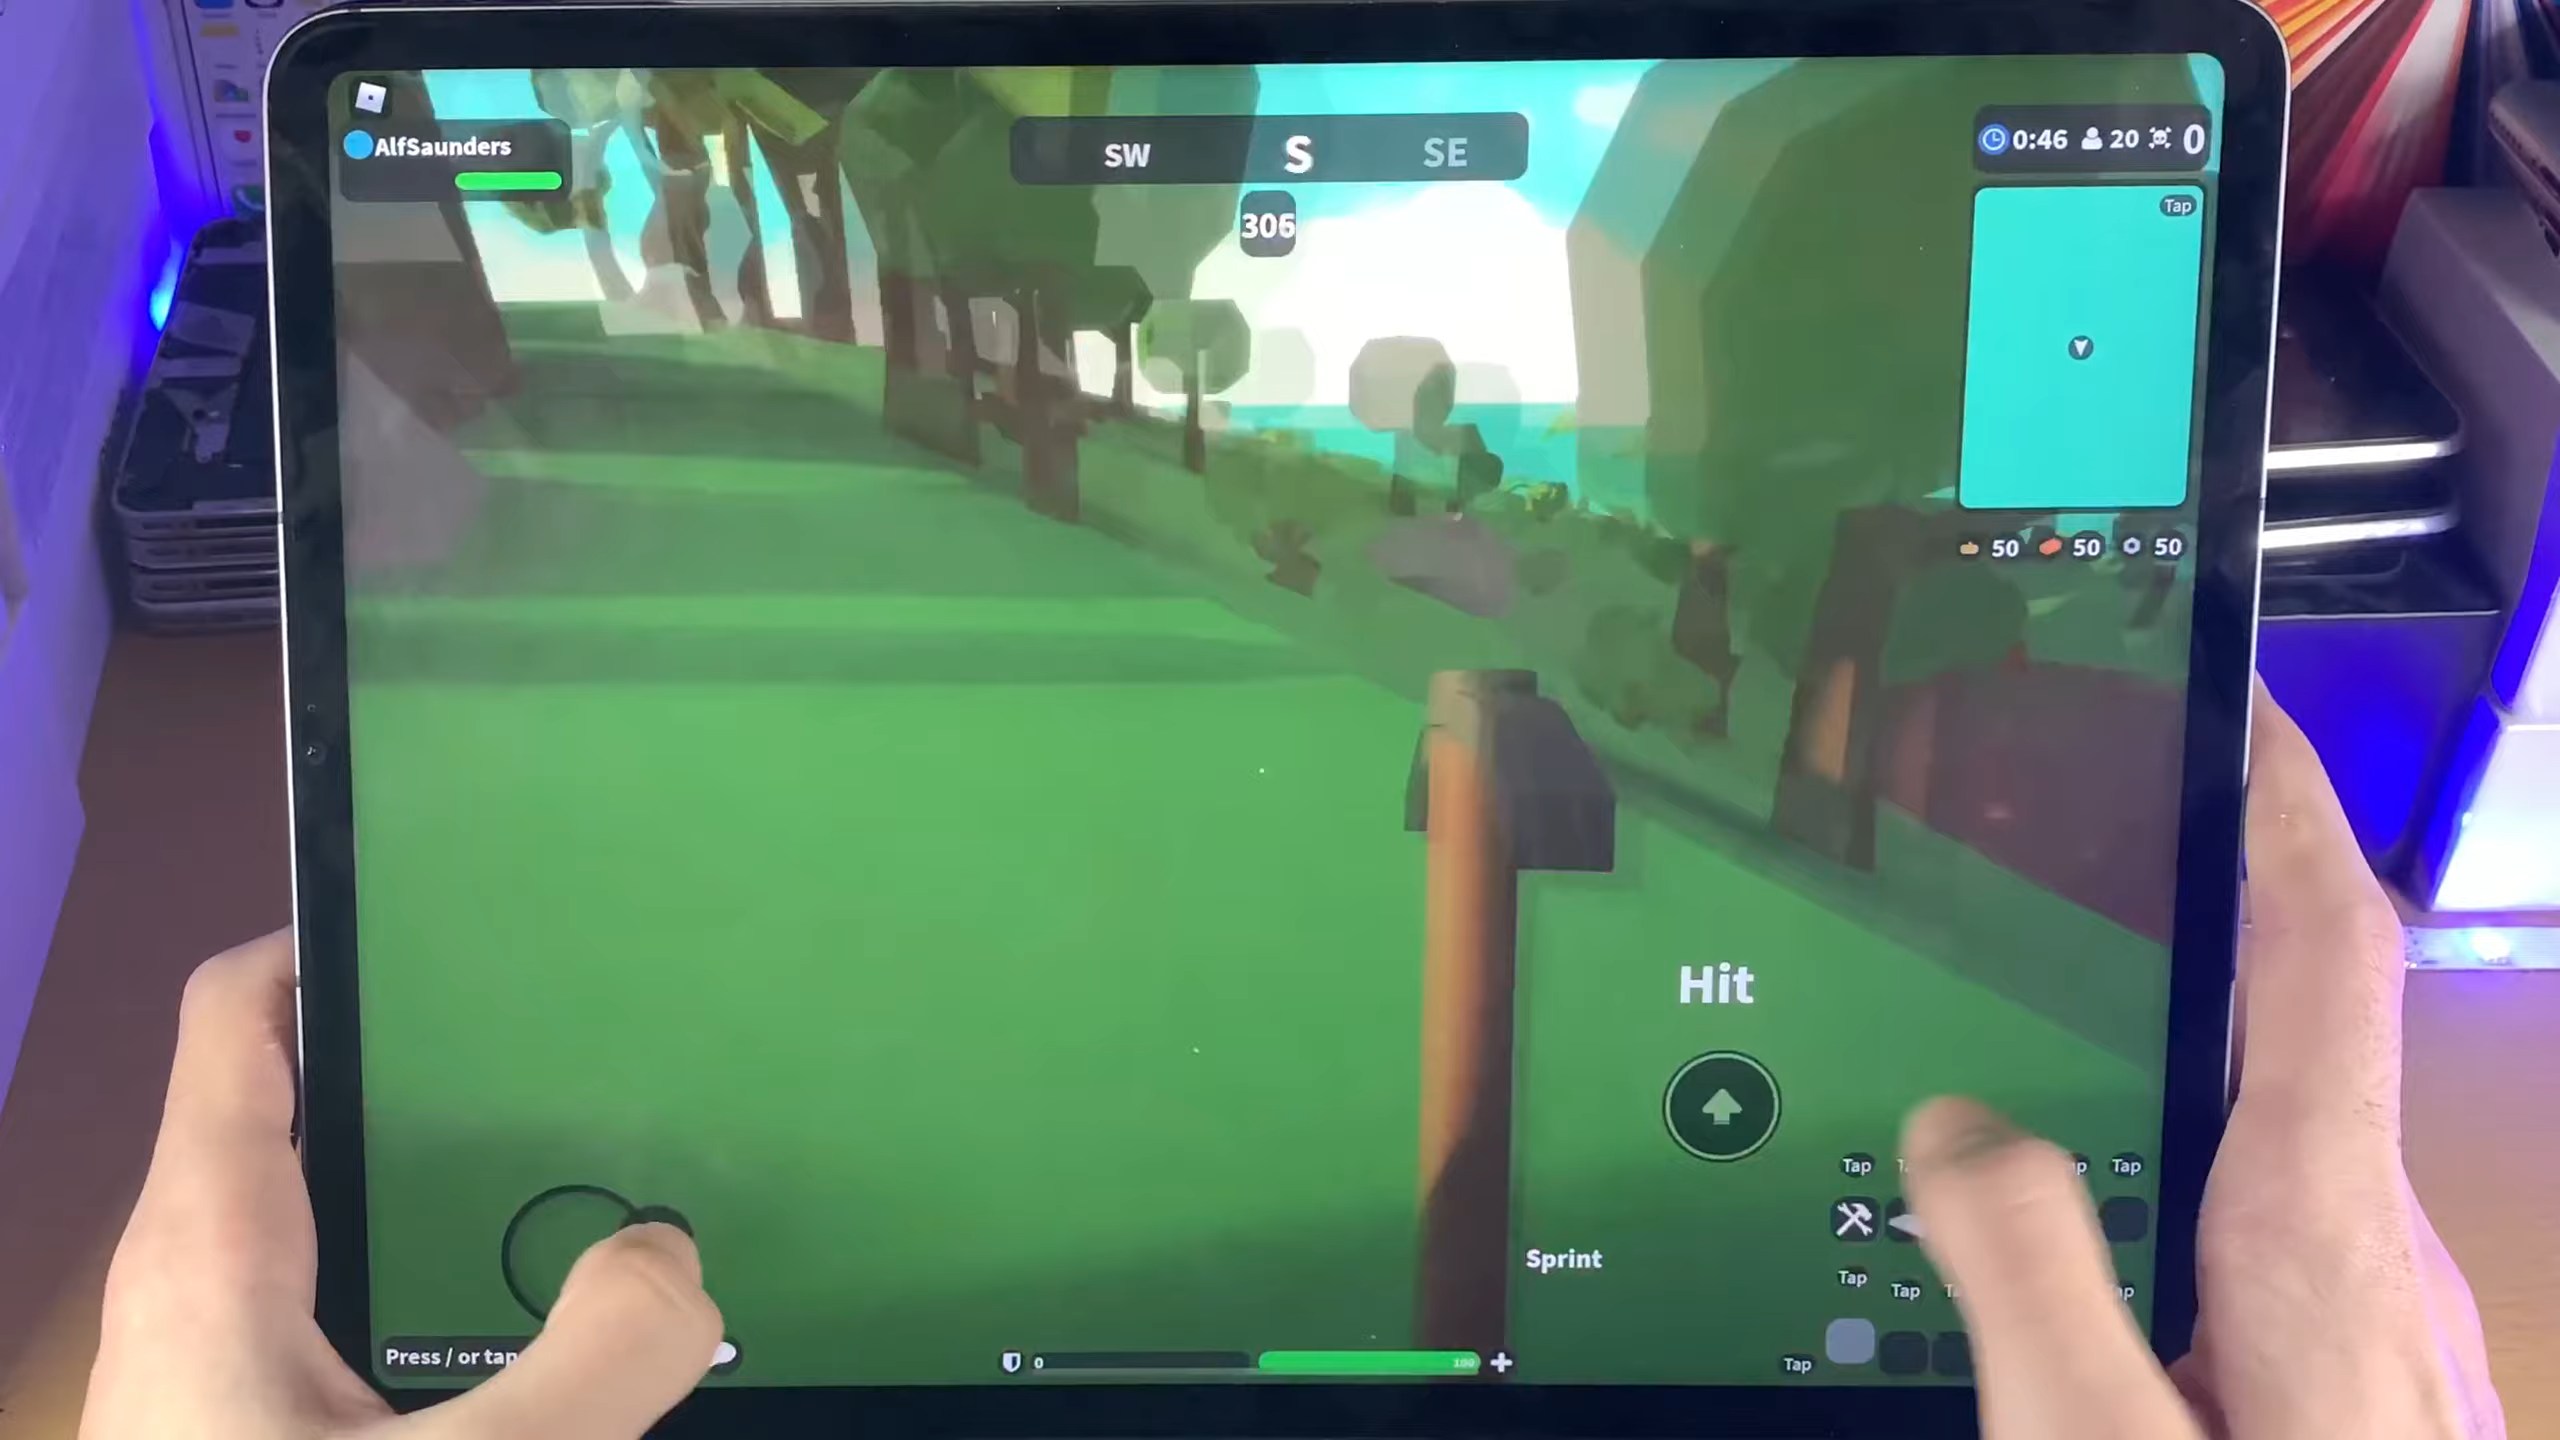 AlfSaunders
SW S SE
306
0:46 20 0
Tap
50 50 50
Hit
Tap Tap
Sprint
Tap Tap
Press / or tap
0 100
Tap